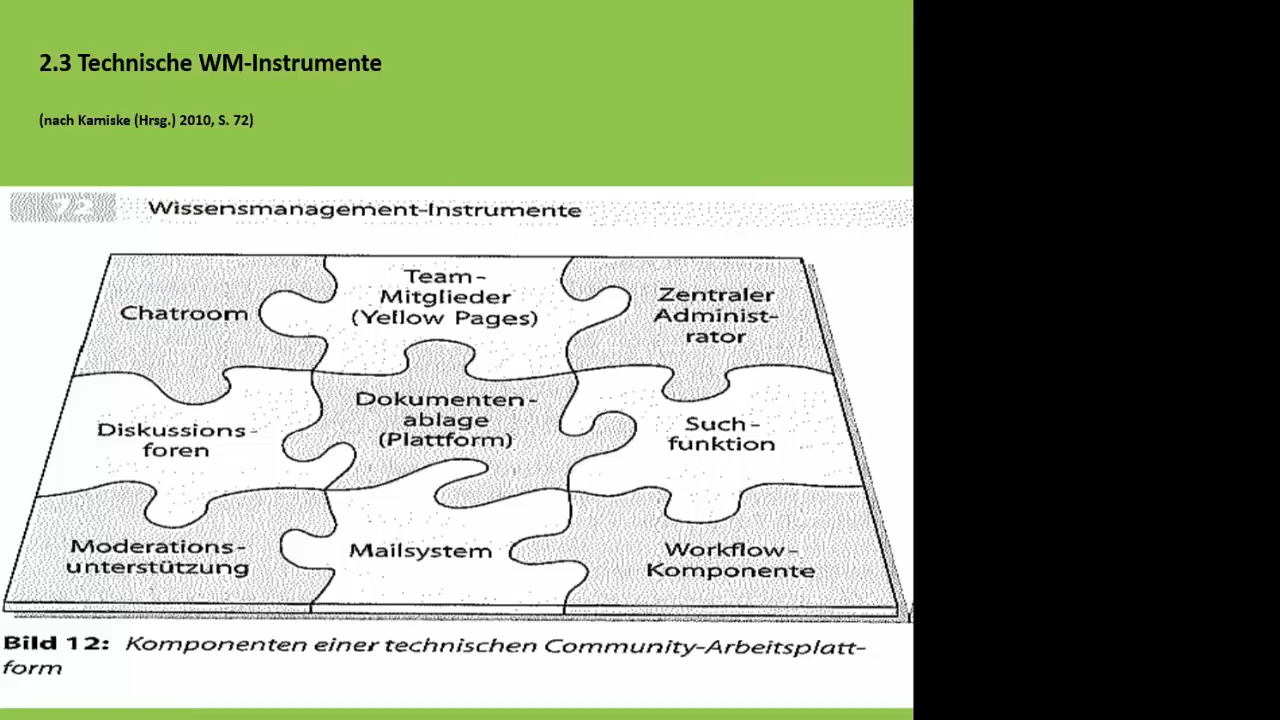 2.3 Technische WM-Instrumente
(nach Kamiske (Hrsg.) 2010, S. 72)
72
Wissensmanagement-Instrumente
Chatroom
Team-
Mitglieder
(Yellow Pages)
Zentraler
Administ-
rator
Diskussions-
foren
Dokumenten-
ablage
(Plattform)
Such-
funktion
Moderations-
unterstützung
Mailsystem
Workflow-
Komponente
Bild 12: Komponenten einer technischen Community-Arbeitsplatt-
form